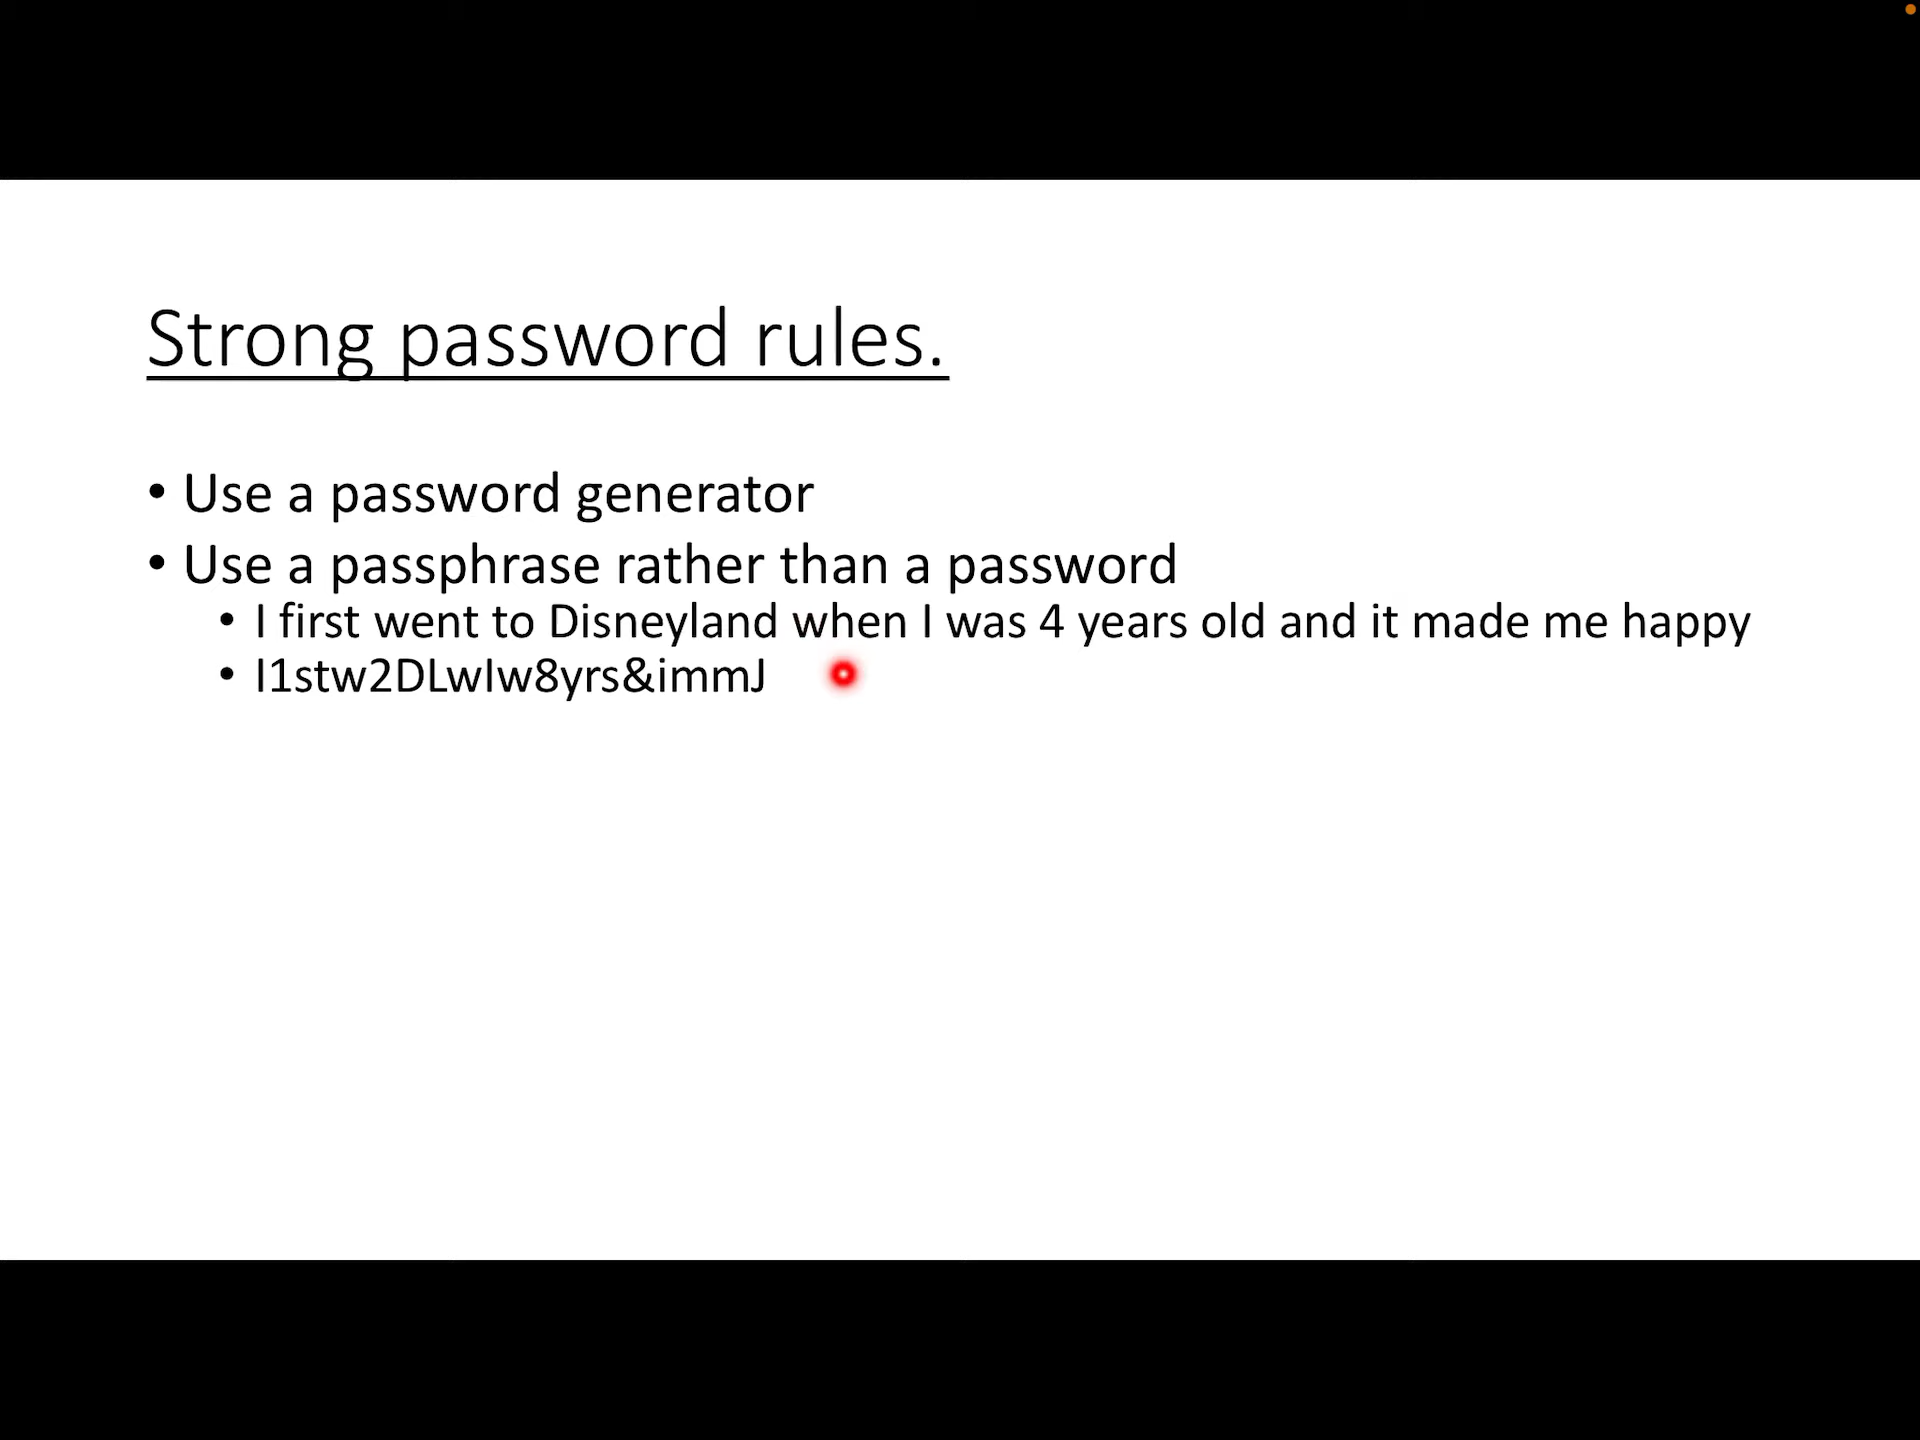 Strong password rules.
• Use a password generator
• Use a passphrase rather than a password
• I first went to Disneyland when I was 4 years old and it made me happy
• I1stw2DLwIw8yrs&immJ